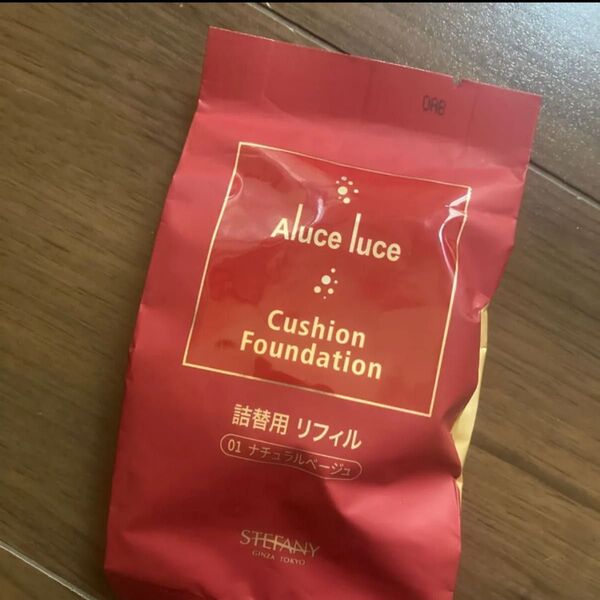 0A8
Aluce luce
Cushion
Foundation
詰替用 リフィル
01 ナチュラルベージュ
STEFANY
GINZA TOKYO